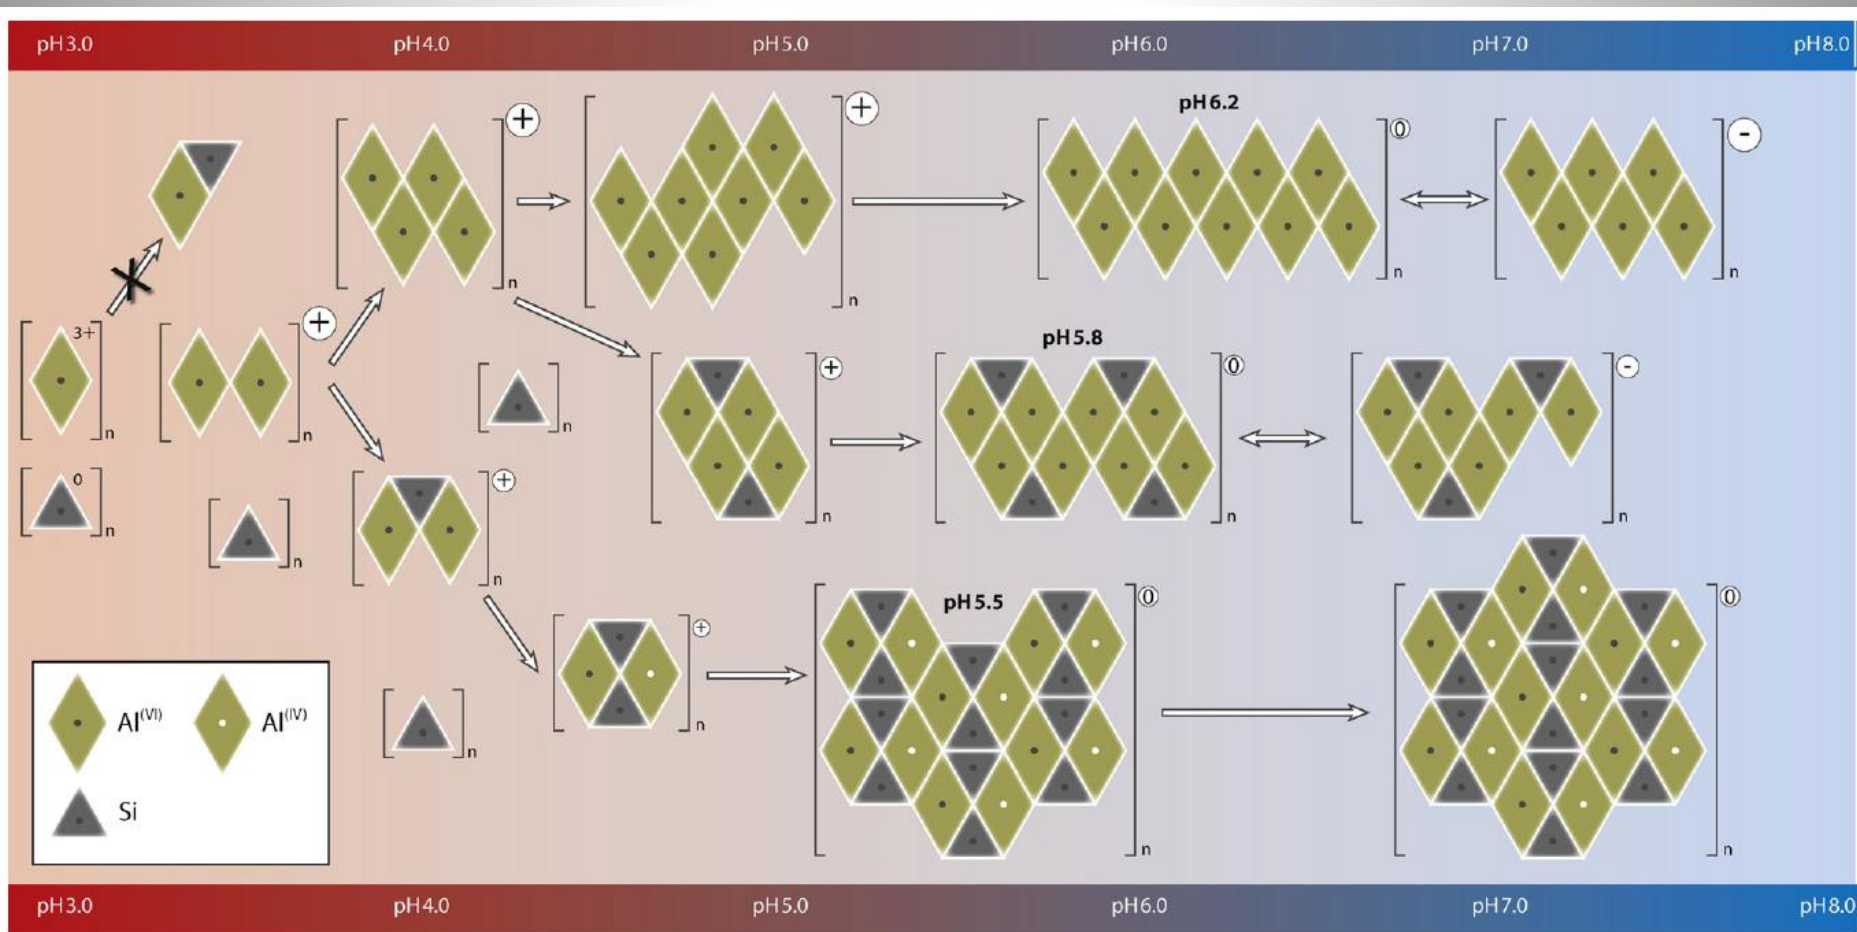 pH3.0 pH4.0 pH5.0 pH6.0 pH7.0 pH8.0
+ + pH6.2 0 -
n n n n
3+ + pH5.8
n n
+ 0 -
n n n n
0
n
+
n n
pH5.5
+ 0 0
n n n
n
Al(VI) Al(IV)
Si
pH3.0 pH4.0 pH5.0 pH6.0 pH7.0 pH8.0